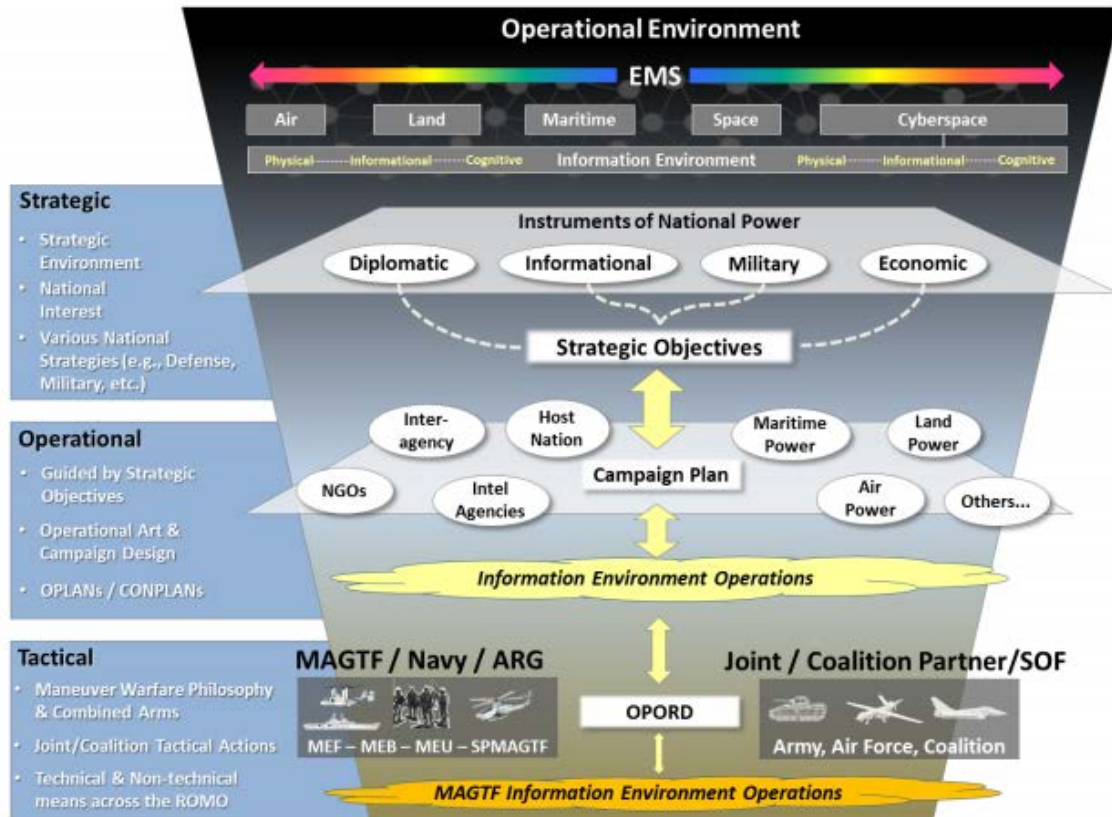 Operational Environment
EMS
Air
Land
Maritime
Space
Cyberspace
Physical
Informational
Cognitive
Information Environment
Physical
Informational
Cognitive
Strategic
• Strategic
Environment
• National
Interest
• Various National
Strategies (e.g., Defense,
Military, etc.)
Instruments of National Power
Diplomatic
Informational
Military
Economic
Strategic Objectives
Operational
• Guided by Strategic
Objectives
• Operational Art &
Campaign Design
• OPLANs / CONPLANs
Inter-
agency
Host
Nation
Maritime
Power
Land
Power
NGOs
Intel
Agencies
Campaign Plan
Air
Power
Others...
Information Environment Operations
Tactical
• Maneuver Warfare Philosophy
& Combined Arms
• Joint/Coalition Tactical Actions
• Technical & Non-technical
means across the ROMO
MAGTF / Navy / ARG
MEF – MEB – MEU – SPMAGTF
OPORD
Joint / Coalition Partner/SOF
Army, Air Force, Coalition
MAGTF Information Environment Operations